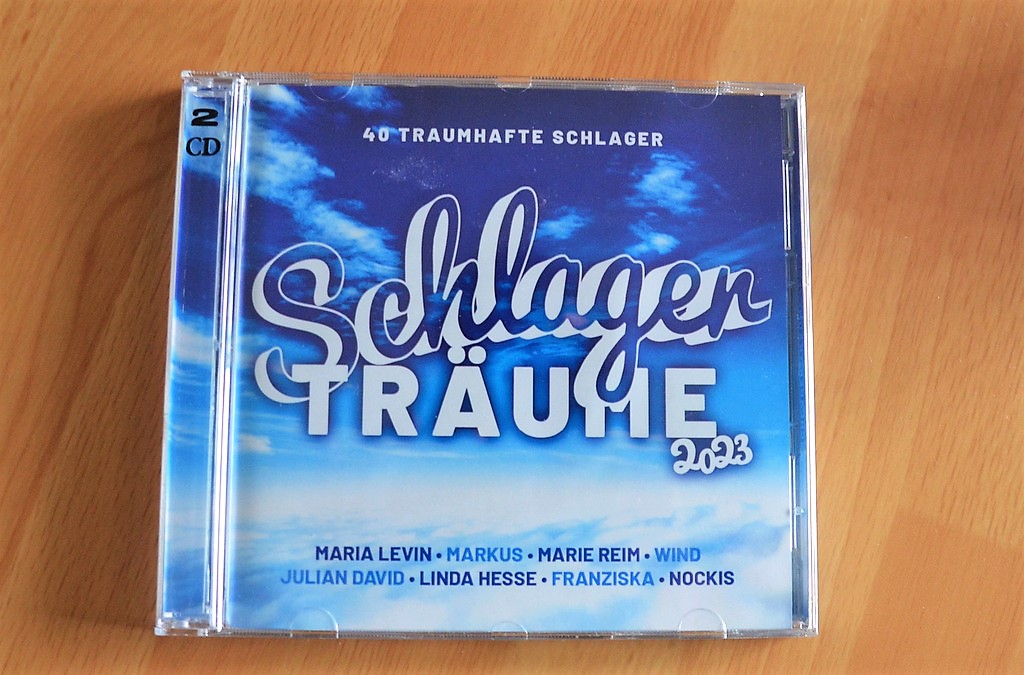 2
CD
40 TRAUMHAFTE SCHLAGER
Schlager
TRÄUME
2023
MARIA LEVIN • MARKUS • MARIE REIM • WIND
JULIAN DAVID • LINDA HESSE • FRANZISKA • NOCKIS